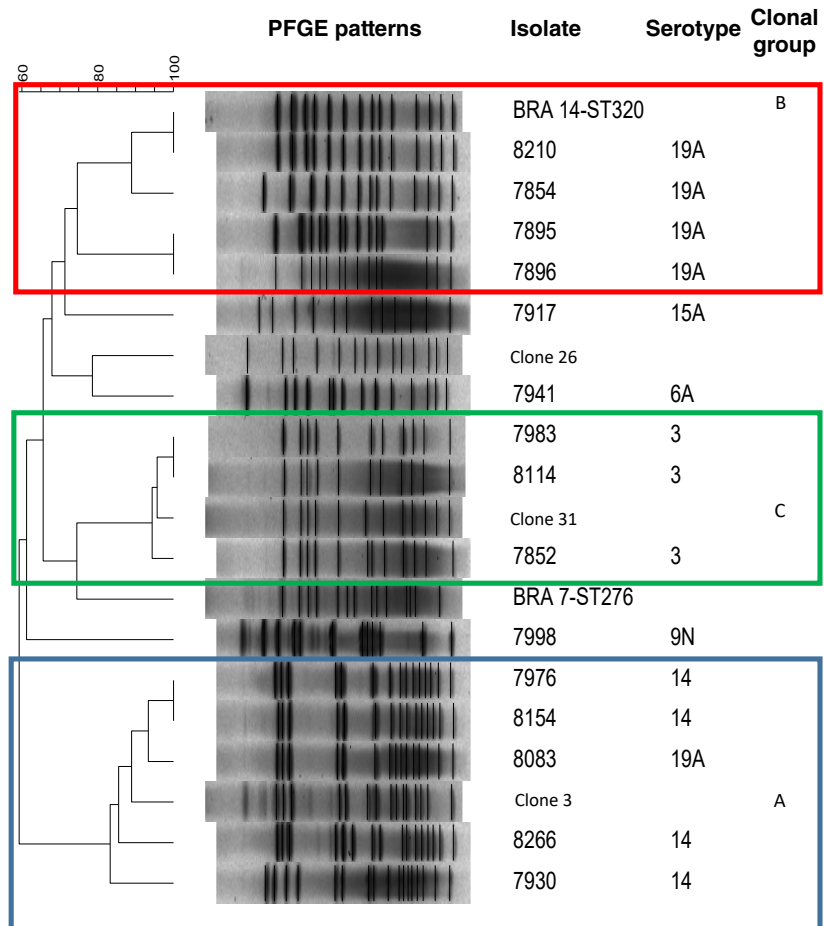 PFGE patterns Isolate Serotype Clonal group
60 80 100
BRA 14-ST320 B
8210 19A
7854 19A
7895 19A
7896 19A
7917 15A
Clone 26
7941 6A
7983 3
8114 3
Clone 31 C
7852 3
BRA 7-ST276
7998 9N
7976 14
8154 14
8083 19A
Clone 3 A
8266 14
7930 14